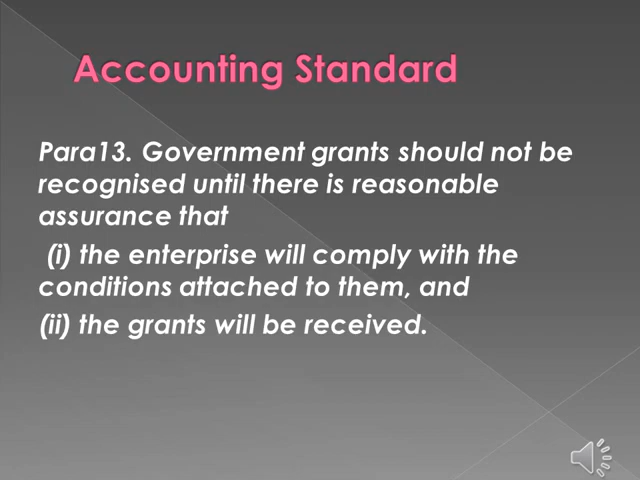 Accounting Standard
Para13. Government grants should not be
recognised until there is reasonable
assurance that
(i) the enterprise will comply with the
conditions attached to them, and
(ii) the grants will be received.